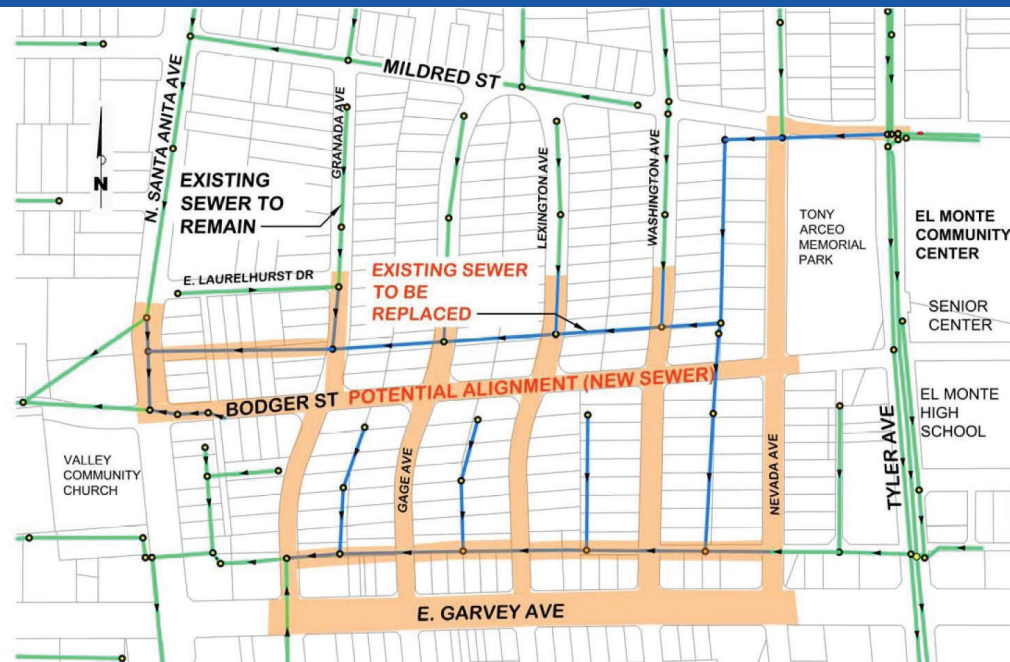 MILDRED ST
N. SANTA ANITA AVE
GRANADA AVE
N
EXISTING
SEWER TO
REMAIN
LEXINGTON AVE
WASHINGTON AVE
TONY
ARCEO
MEMORIAL
PARK
EL MONTE
COMMUNITY
CENTER
E. LAURELHURST DR
EXISTING SEWER
TO BE
REPLACED
SENIOR
CENTER
BODGER ST POTENTIAL ALIGNMENT (NEW SEWER)
EL MONTE
HIGH
SCHOOL
VALLEY
COMMUNITY
CHURCH
GAGE AVE
NEVADA AVE
TYLER AVE
E. GARVEY AVE